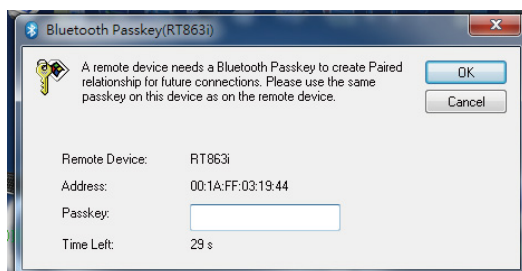 Bluetooth Passkey(RT863i)
A remote device needs a Bluetooth Passkey to create Paired
relationship for future connections. Please use the same
passkey on this device as on the remote device.
OK
Cancel
Remote Device: RT863i
Address: 00:1A:FF:03:19:44
Passkey:
Time Left: 29 s